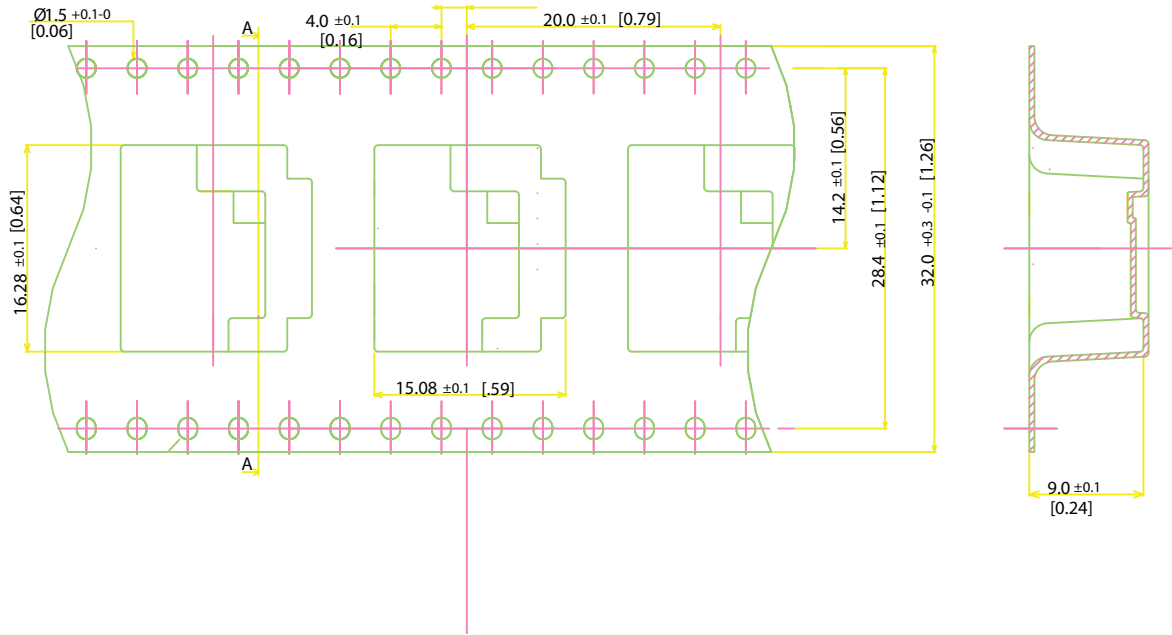 Ø1.5 +0.1-0
[0.06]
A
4.0 ±0.1
[0.16]
20.0 ±0.1 [0.79]
16.28 ±0.1 [0.64]
14.2 ±0.1 [0.56]
28.4 ±0.1 [1.12]
32.0 +0.3 -0.1 [1.26]
15.08 ±0.1 [.59]
A
9.0 ±0.1
[0.24]